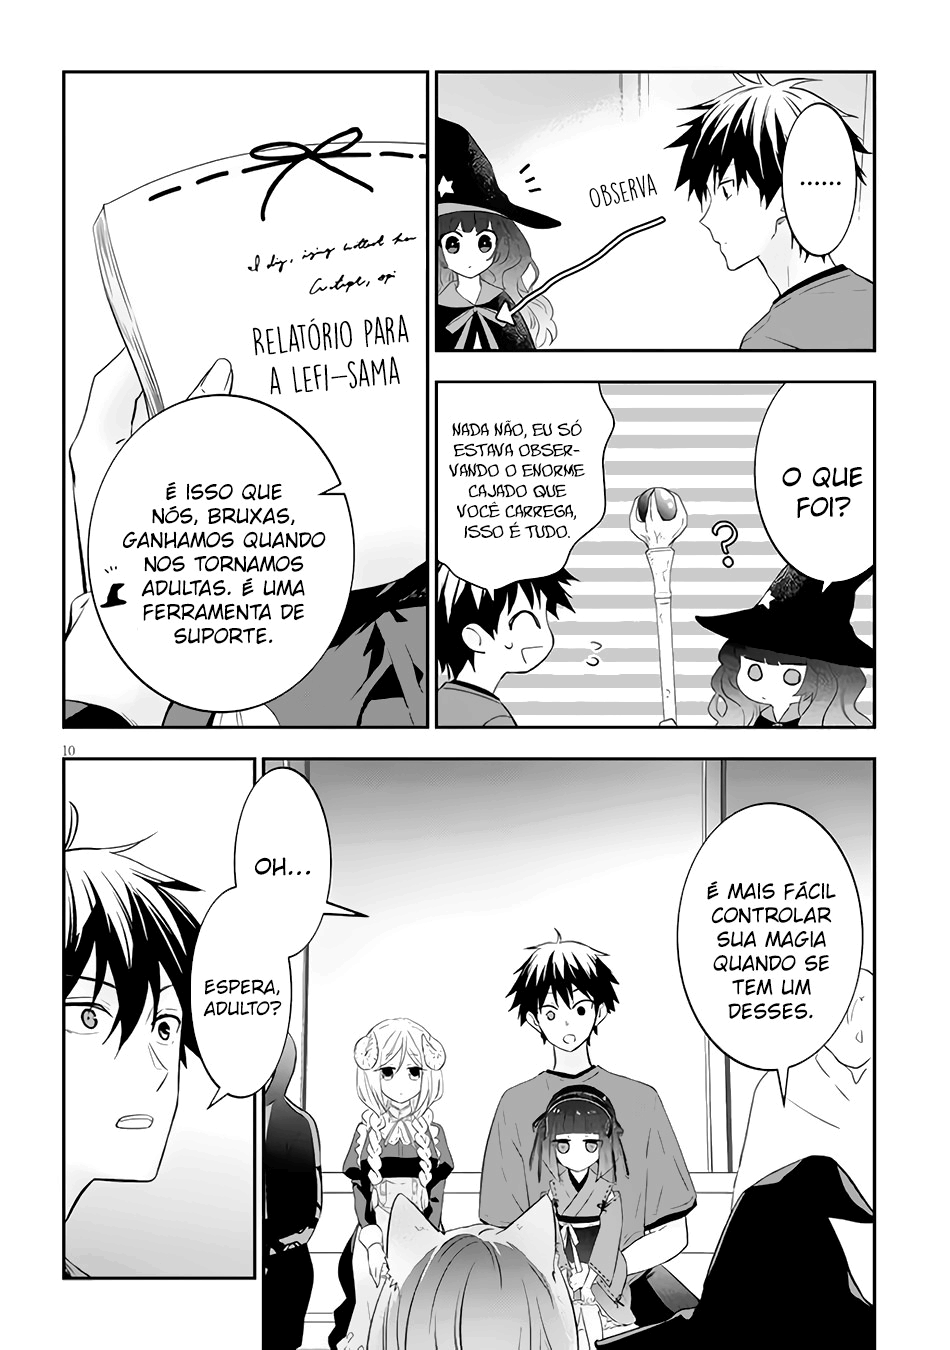 ......
OBSERVA
O QUE
FOI?
NADA NÃO, EU SÓ
ESTAVA OBSER-
VANDO O ENORME
CAJADO QUE
VOCÊ CARREGA,
ISSO É TUDO.
?
RELATÓRIO PARA
A LEFI-SAMA
É ISSO QUE
NÓS, BRUXAS,
GANHAMOS QUANDO
NOS TORNAMOS
ADULTAS. É UMA
FERRAMENTA DE
SUPORTE.
10
É MAIS FÁCIL
CONTROLAR
SUA MAGIA
QUANDO SE
TEM UM
DESSES.
OH...
ESPERA,
ADULTO?